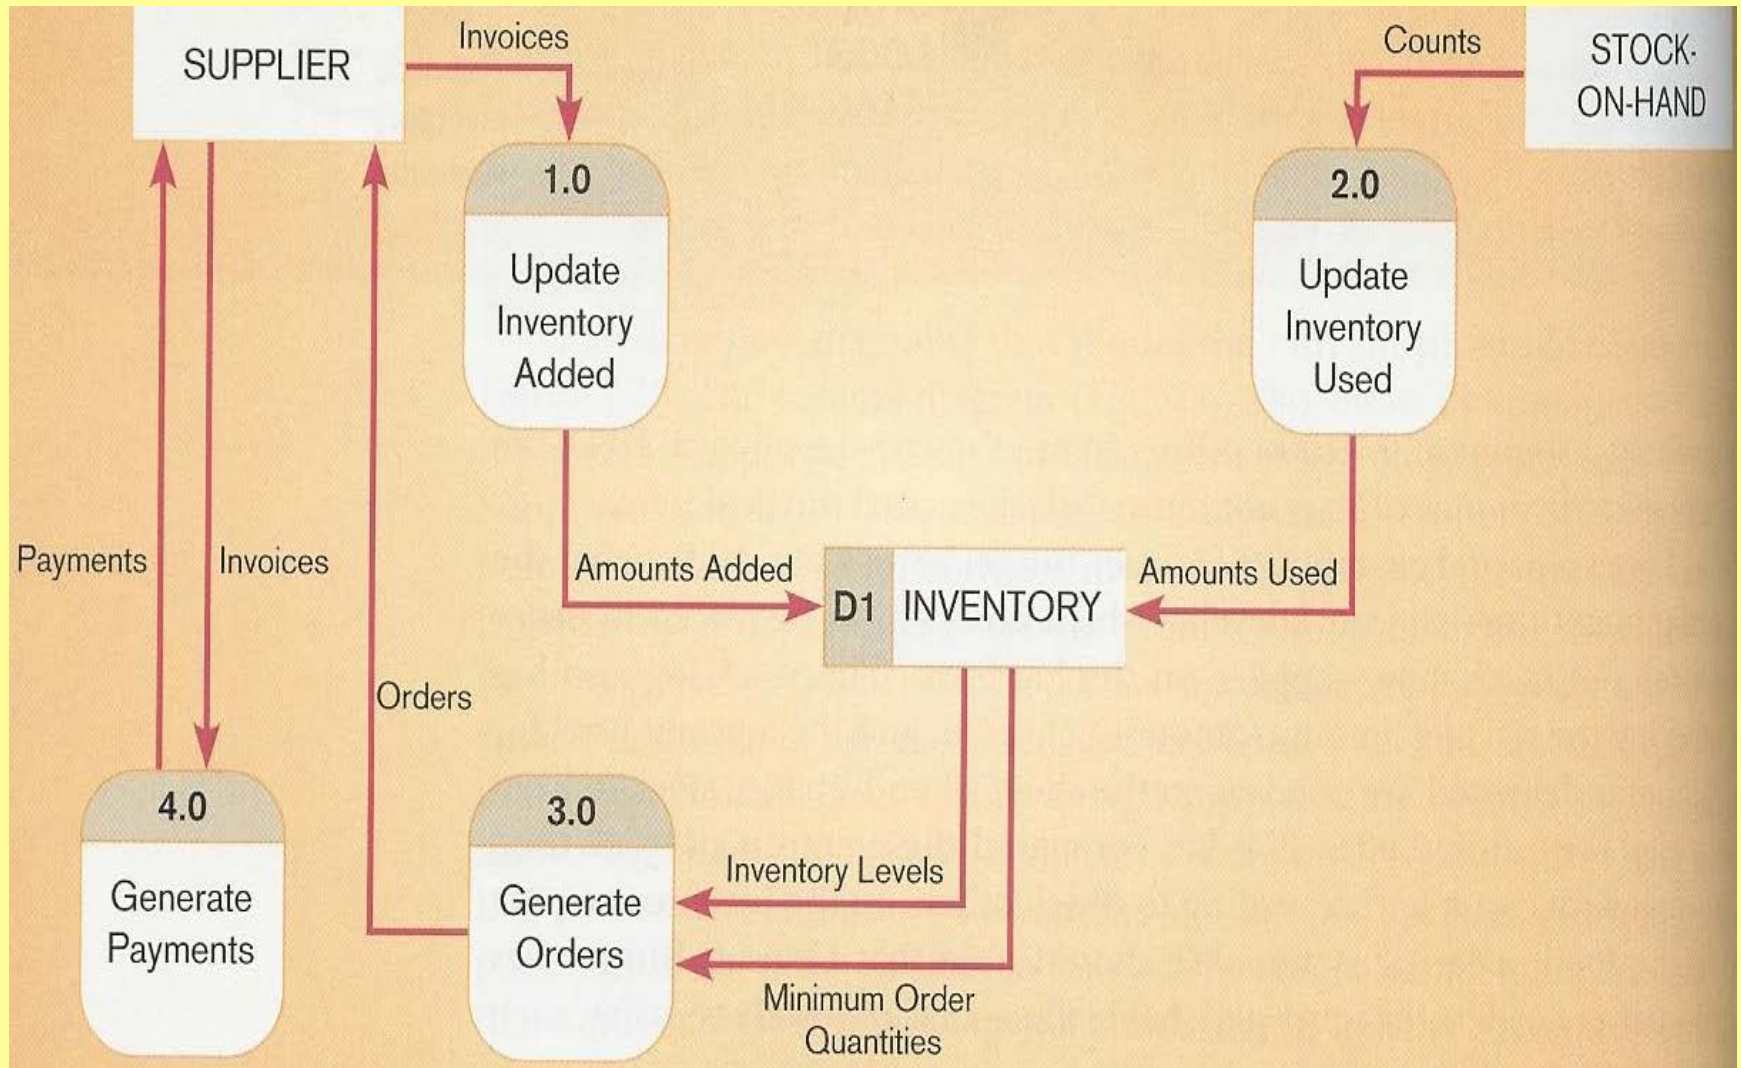 SUPPLIER
Invoices
Counts
STOCK-
ON-HAND
1.0
Update
Inventory
Added
2.0
Update
Inventory
Used
Payments
Invoices
Amounts Added
D1 INVENTORY
Amounts Used
Orders
4.0
Generate
Payments
3.0
Generate
Orders
Inventory Levels
Minimum Order
Quantities